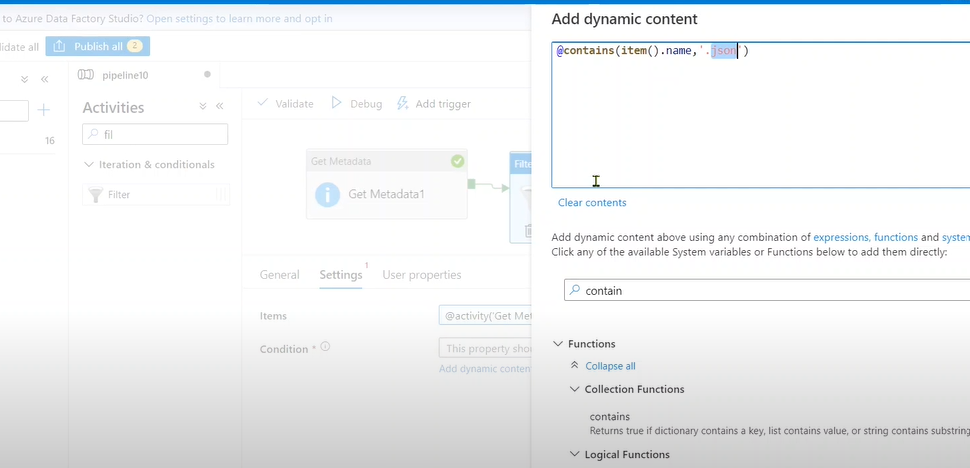 to Azure Data Factory Studio? Open settings to learn more and opt in
Add dynamic content
date all
Publish all 2
@contains(item().name,'.json')
pipeline10
Activities
Validate
Debug
Add trigger
fil
16
Iteration & conditionals
Get Metadata
Filter
Get Metadata1
Filte
Clear contents
Add dynamic content above using any combination of expressions, functions and system
Click any of the available System variables or Functions below to add them directly:
General
Settings 1
User properties
contain
Items
@activity('Get Met
Functions
Condition *
This property shou
Collapse all
Add dynamic content
Collection Functions
contains
Returns true if dictionary contains a key, list contains value, or string contains substring
Logical Functions